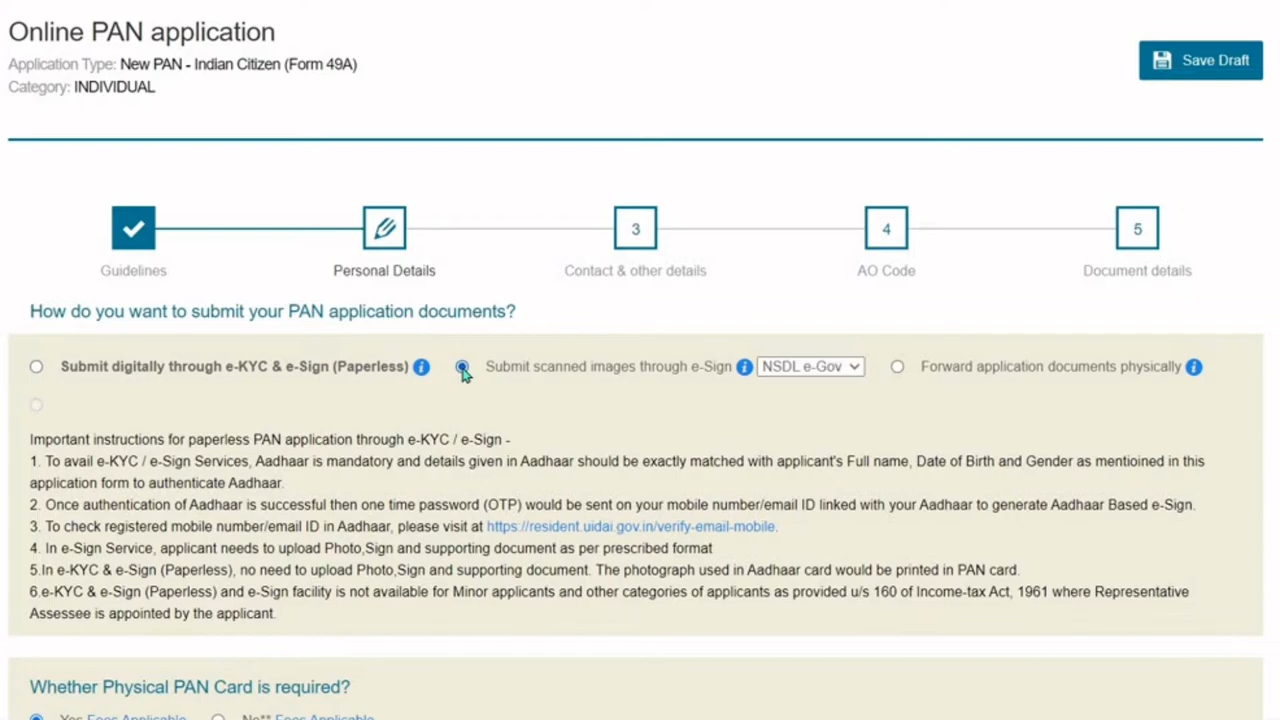 Online PAN application
Application Type: New PAN - Indian Citizen (Form 49A)
Category: INDIVIDUAL
Save Draft
3
4
5
Guidelines
Personal Details
Contact & other details
AO Code
Document details
How do you want to submit your PAN application documents?
Submit digitally through e-KYC & e-Sign (Paperless)
Submit scanned images through e-Sign
NSDL e-Gov
Forward application documents physically
Important instructions for paperless PAN application through e-KYC / e-Sign -
1. To avail e-KYC / e-Sign Services, Aadhaar is mandatory and details given in Aadhaar should be exactly matched with applicant's Full name, Date of Birth and Gender as mentioined in this
application form to authenticate Aadhaar.
2. Once authentication of Aadhaar is successful then one time password (OTP) would be sent on your mobile number/email ID linked with your Aadhaar to generate Aadhaar Based e-Sign.
3. To check registered mobile number/email ID in Aadhaar, please visit at https://resident.uidai.gov.in/verify-email-mobile.
4. In e-Sign Service, applicant needs to upload Photo,Sign and supporting document as per prescribed format
5.In e-KYC & e-Sign (Paperless), no need to upload Photo,Sign and supporting document. The photograph used in Aadhaar card would be printed in PAN card.
6.e-KYC & e-Sign (Paperless) and e-Sign facility is not available for Minor applicants and other categories of applicants as provided u/s 160 of Income-tax Act, 1961 where Representative
Assessee is appointed by the applicant.
Whether Physical PAN Card is required?
Yes Fees Applicable
No** Fees Applicable